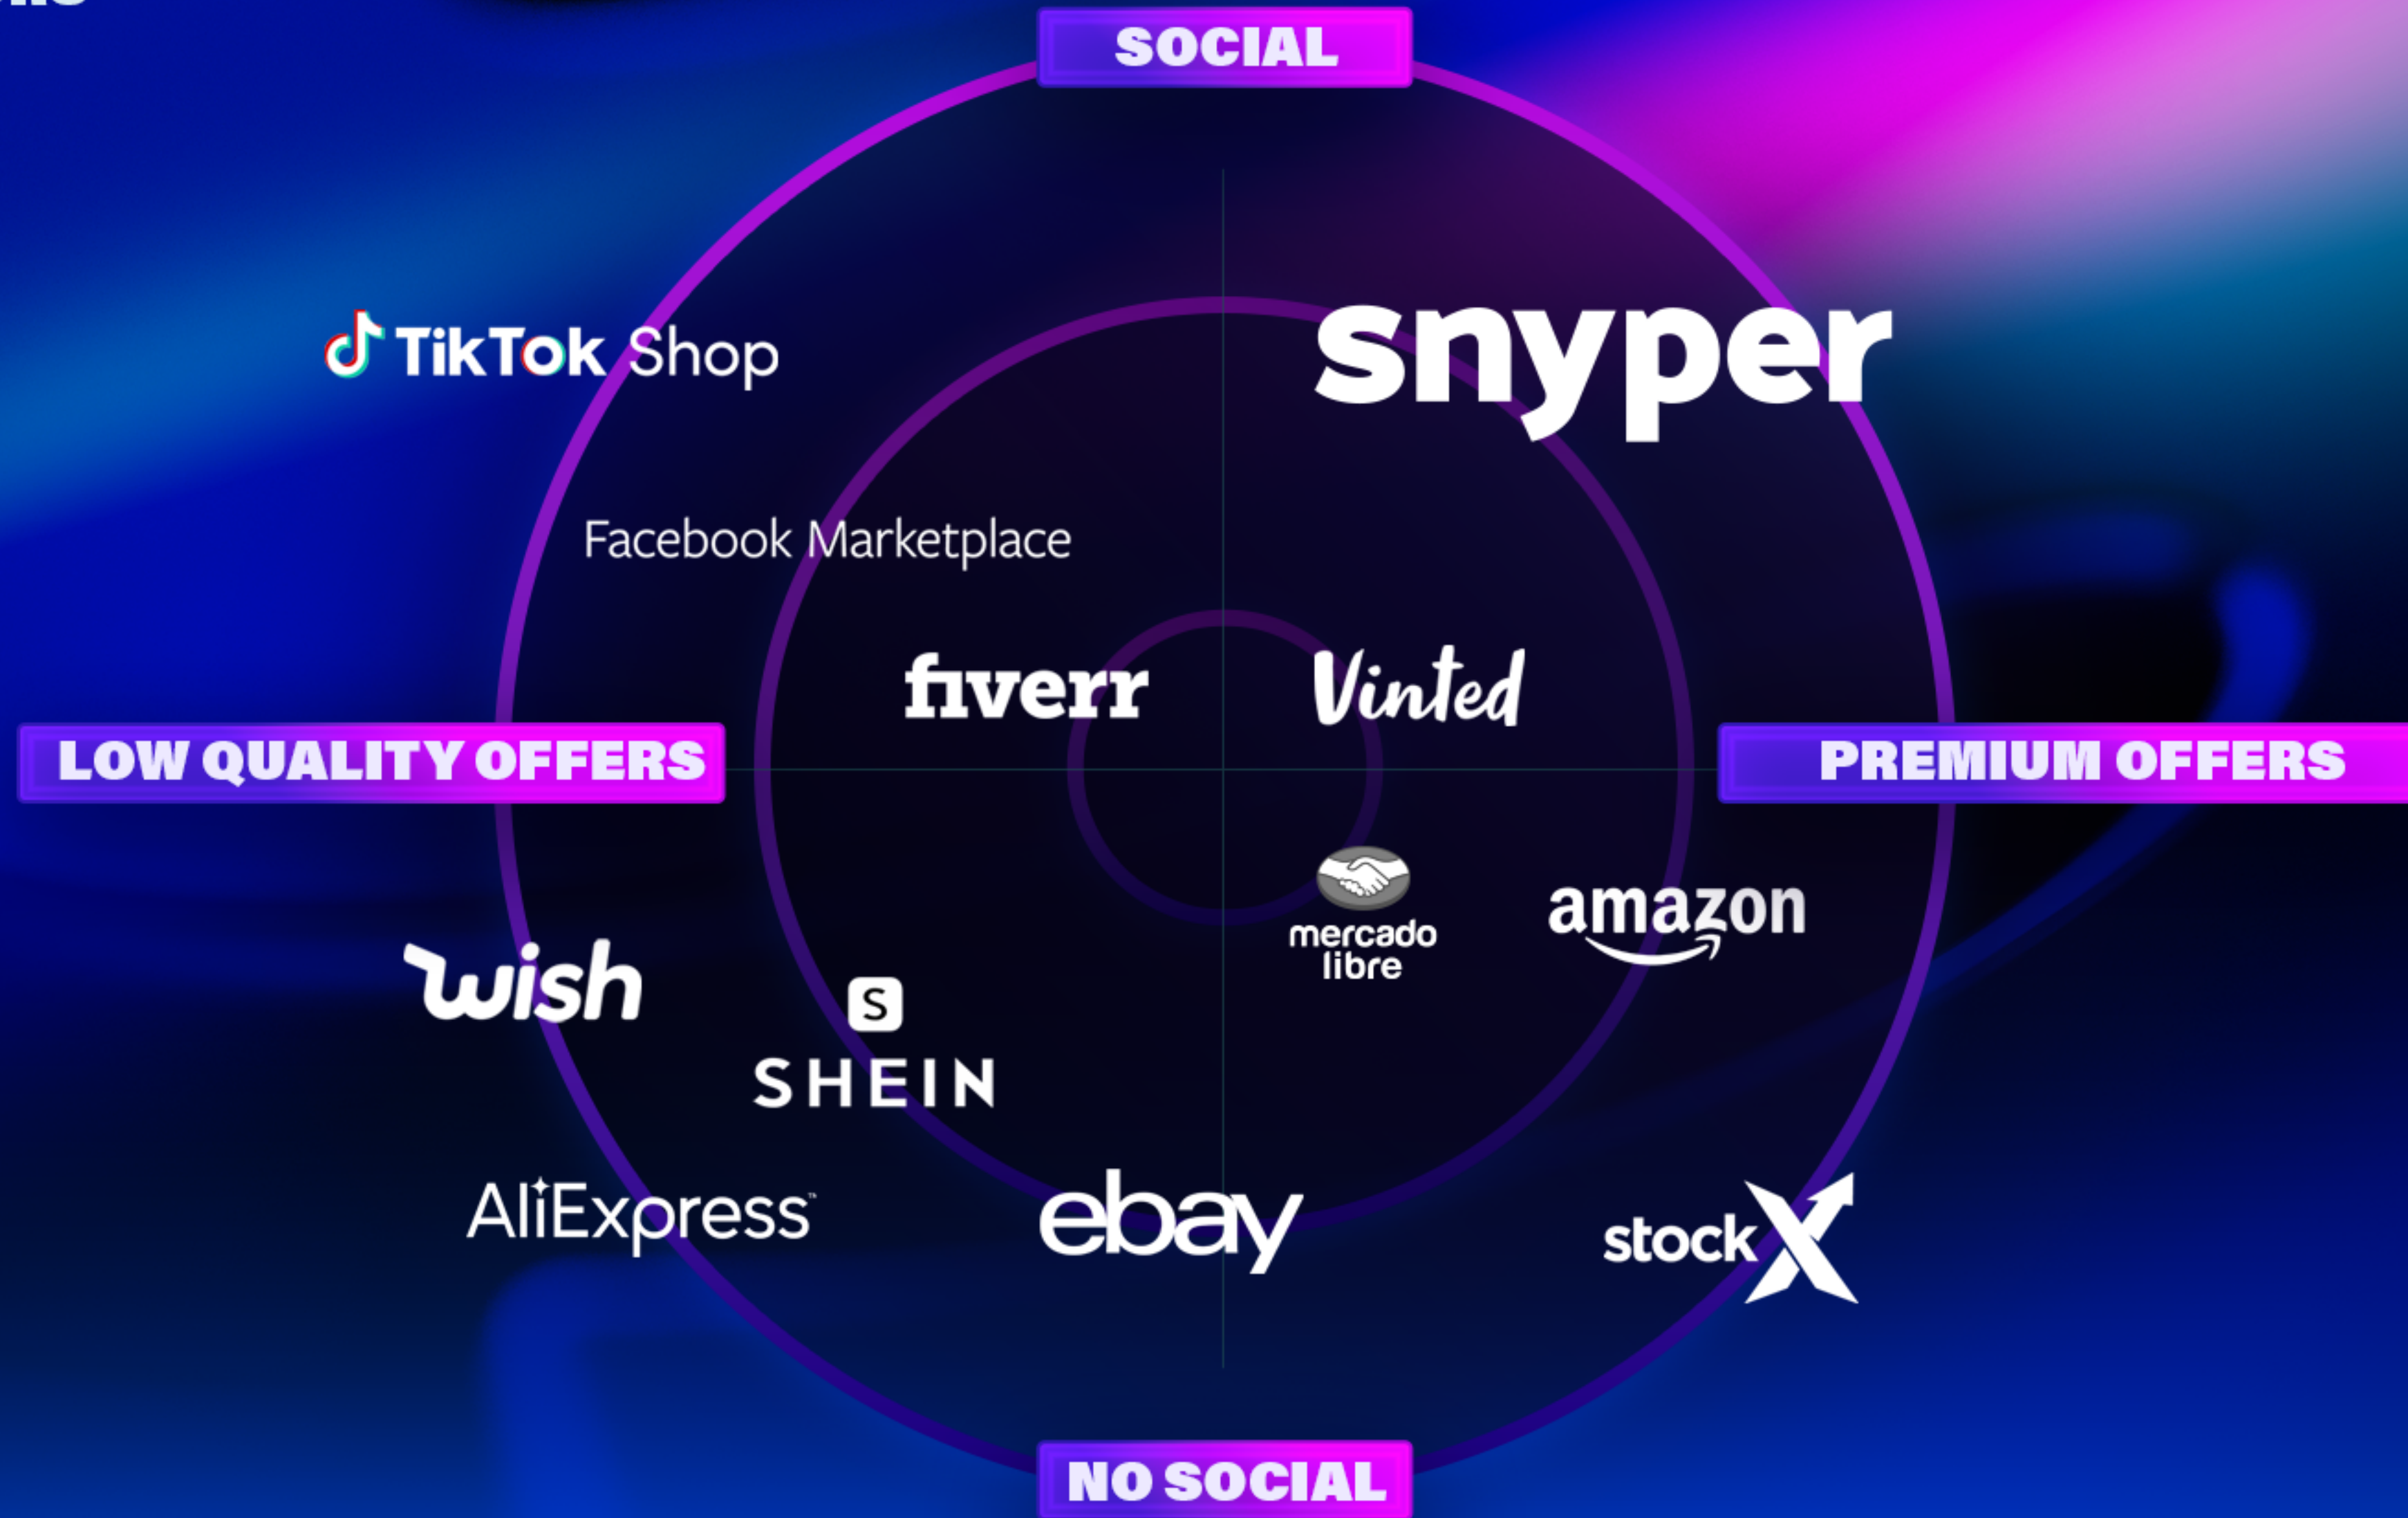 SOCIAL
TikTok Shop
snyper
Facebook Marketplace
fiverr
Vinted
LOW QUALITY OFFERS
PREMIUM OFFERS
mercado
libre
amazon
wish
S
SHEIN
AliExpress™
ebay
stockX
NO SOCIAL